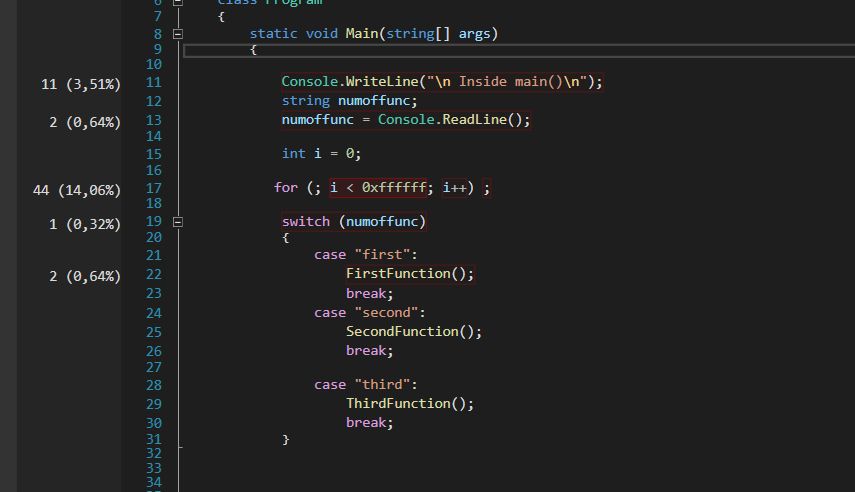 6 class Program
7 {
8 static void Main(string[] args)
9 {
10
11 (3,51%) 11 Console.WriteLine("\n Inside main()\n");
12 string numoffunc;
2 (0,64%) 13 numoffunc = Console.ReadLine();
14
15 int i = 0;
16
44 (14,06%) 17 for (; i < 0xffffff; i++) ;
18
1 (0,32%) 19 switch (numoffunc)
20 {
21 case "first":
2 (0,64%) 22 FirstFunction();
23 break;
24 case "second":
25 SecondFunction();
26 break;
27
28 case "third":
29 ThirdFunction();
30 break;
31 }
32
33
34